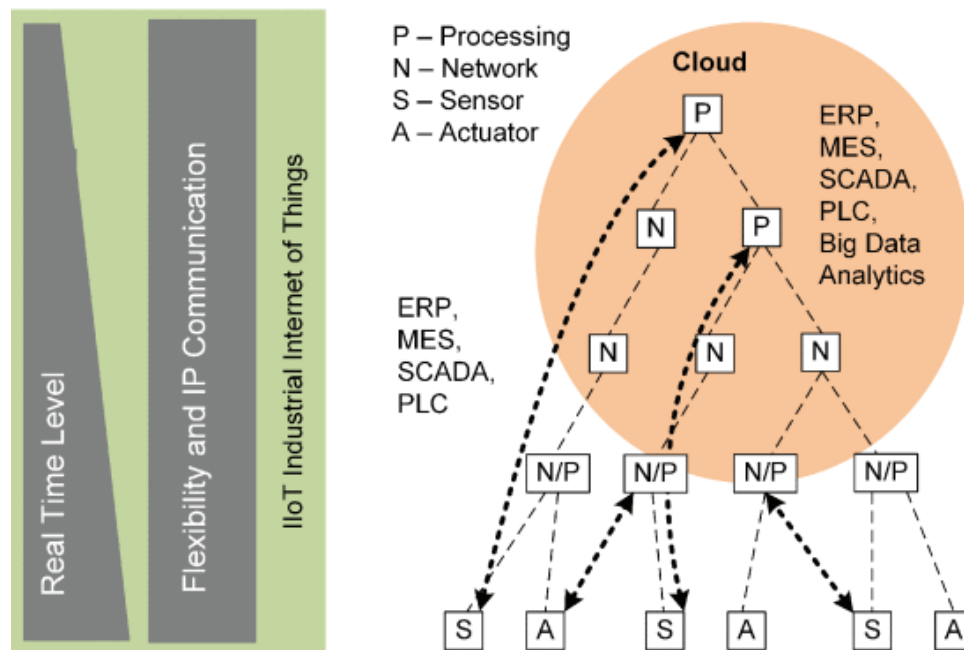 Real Time Level
Flexibility and IP Communication
IIoT Industrial Internet of Things
P – Processing
N – Network
S – Sensor
A – Actuator
Cloud
P
ERP,
MES,
SCADA,
PLC,
Big Data
Analytics
N
P
ERP,
MES,
SCADA,
PLC
N
N
N
N/P
N/P
N/P
N/P
S
A
S
A
S
A